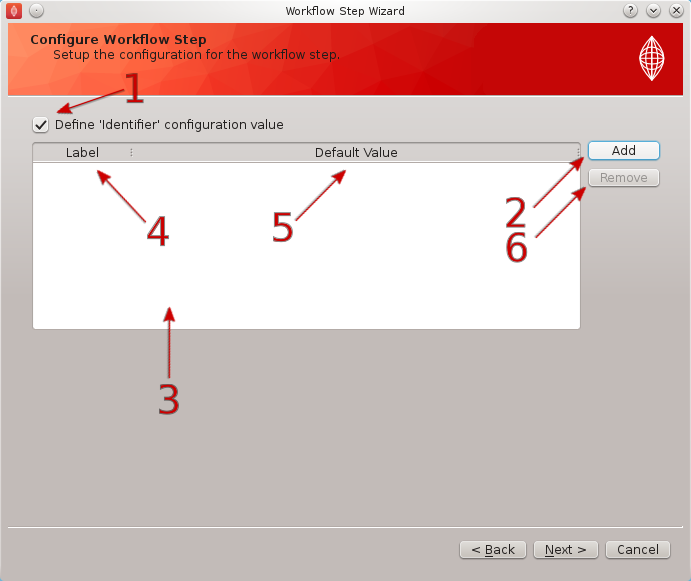 Workflow Step Wizard
?
Configure Workflow Step
Setup the configuration for the workflow step.
1
Define 'Identifier' configuration value
Label
Default Value
Add
Remove
4
5
2
6
3
< Back
Next >
Cancel